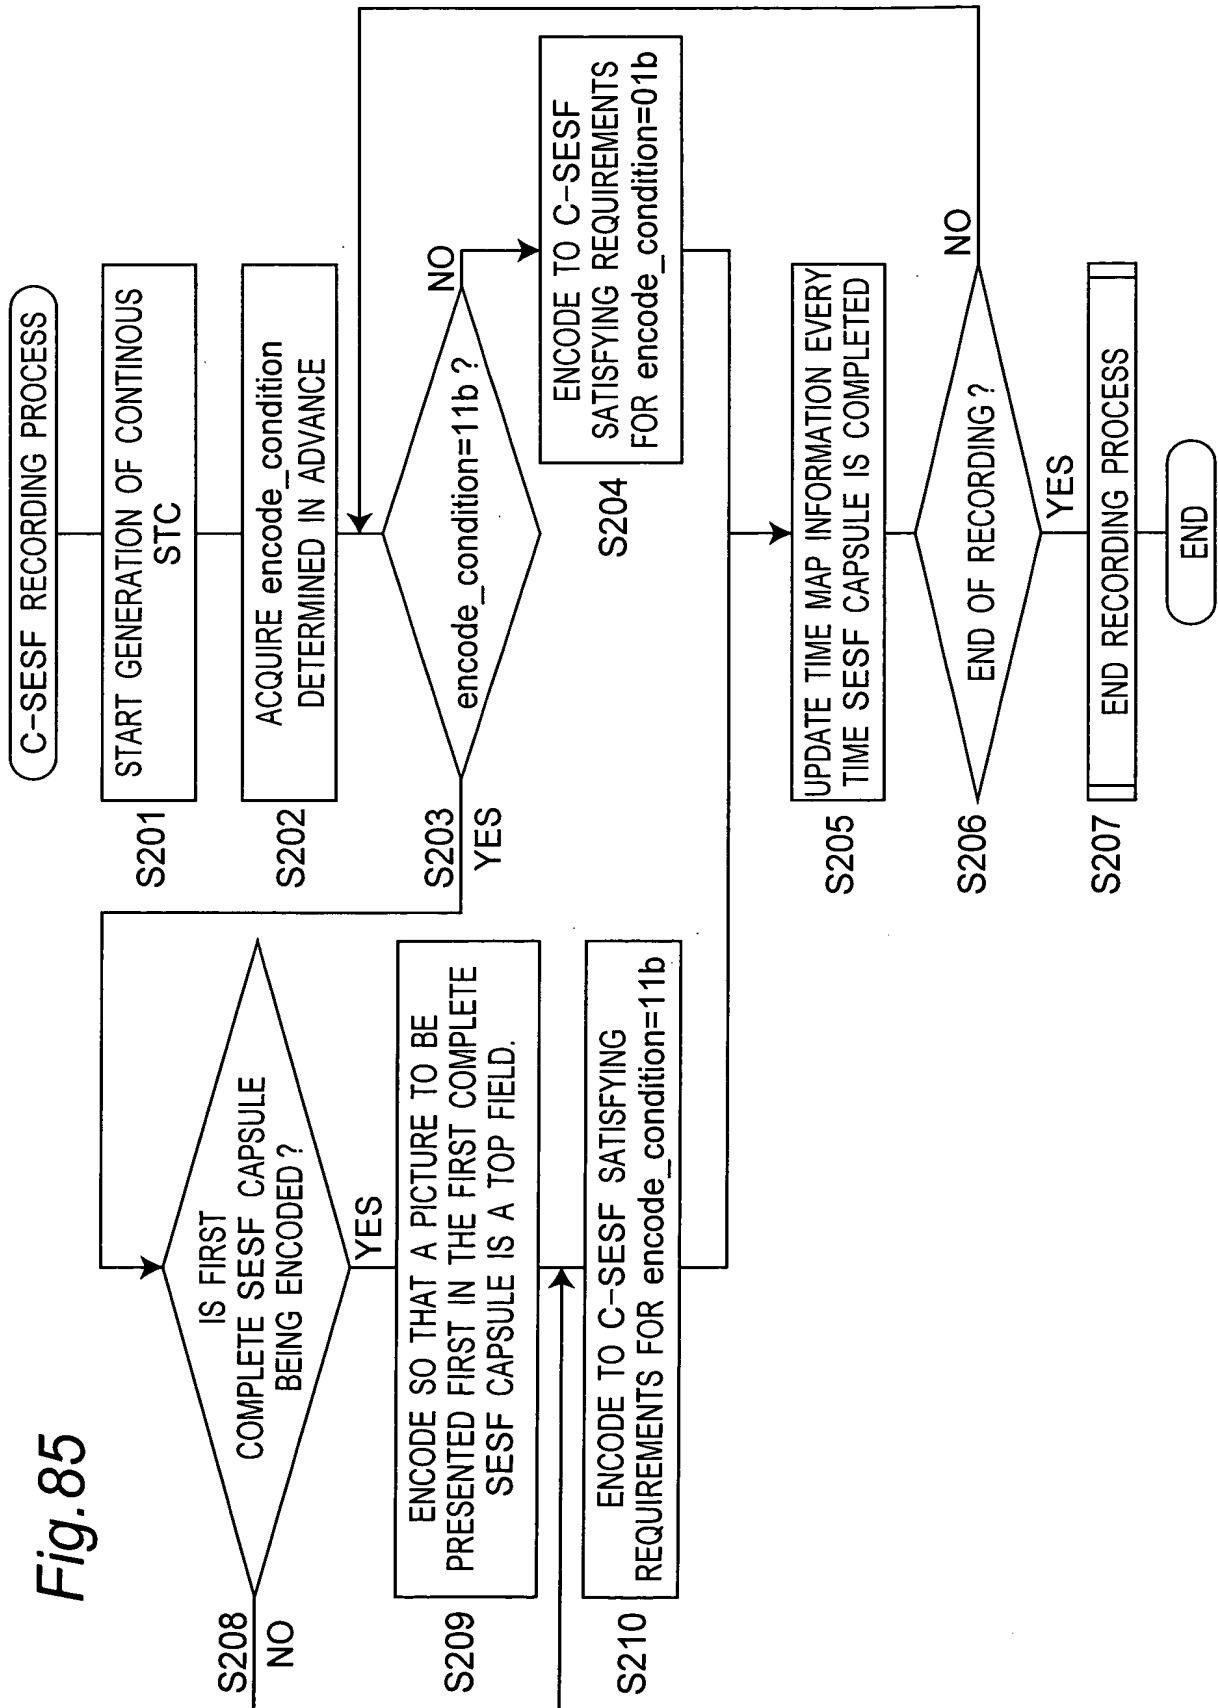 Fig.85
C-SESF RECORDING PROCESS
S201
START GENERATION OF CONTINOUS
STC
S202
ACQUIRE encode_condition
DETERMINED IN ADVANCE
S203
encode_condition=11b ?
YES
NO
S204
ENCODE TO C-SESF
SATISFYING REQUIREMENTS
FOR encode_condition=01b
S205
UPDATE TIME MAP INFORMATION EVERY
TIME SESF CAPSULE IS COMPLETED
S206
END OF RECORDING ?
NO
YES
S207
END RECORDING PROCESS
END
S208
IS FIRST
COMPLETE SESF CAPSULE
BEING ENCODED ?
NO
YES
S209
ENCODE SO THAT A PICTURE TO BE
PRESENTED FIRST IN THE FIRST COMPLETE
SESF CAPSULE IS A TOP FIELD.
S210
ENCODE TO C-SESF SATISFYING
REQUIREMENTS FOR encode_condition=11b